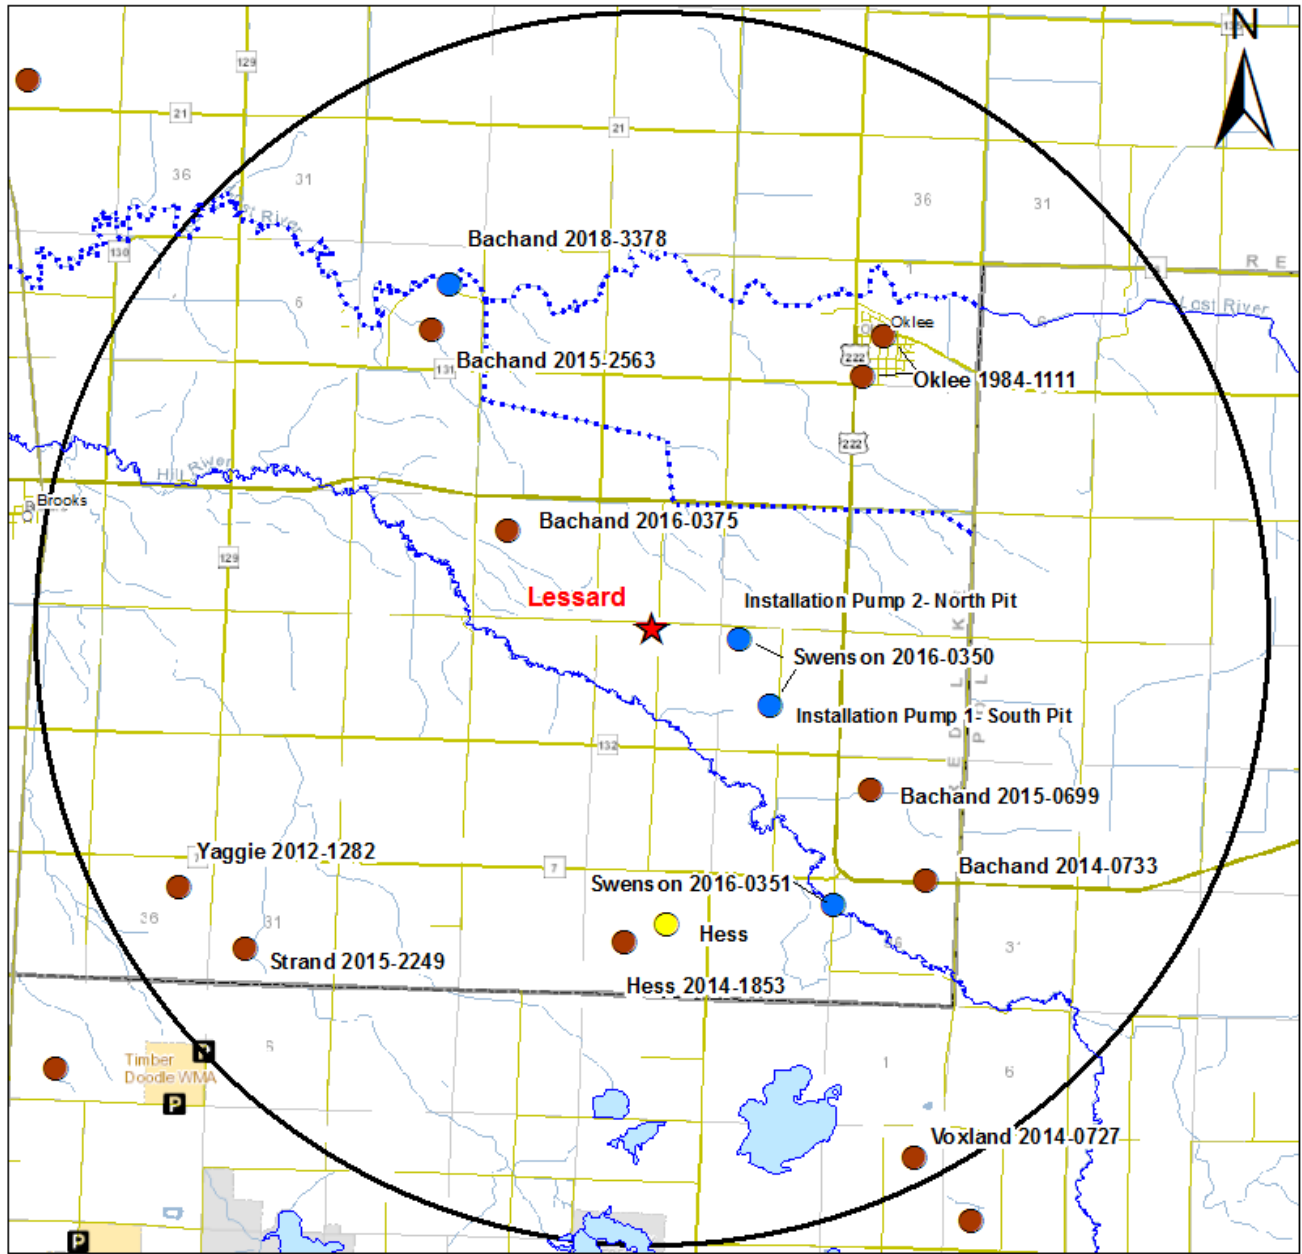 N
129
21
21
36
31
36
31
Lost River
Bachand 2018-3378
130
R E
6
Lost River
6
Oklee
222
Bachand 2015-2563
131
Oklee 1984-1111
222
Hill River
Brooks
Bachand 2016-0375
129
Lessard
Installation Pump 2- North Pit
Swenson 2016-0350
Installation Pump 1- South Pit
132
Bachand 2015-0699
Yaggie 2012-1282
7
Bachand 2014-0733
Swenson 2016-0351
36
31
Hess
36
31
Strand 2015-2249
Hess 2014-1853
6
Timber
Doodle WMA
P
P
1
6
Voxland 2014-0727
P